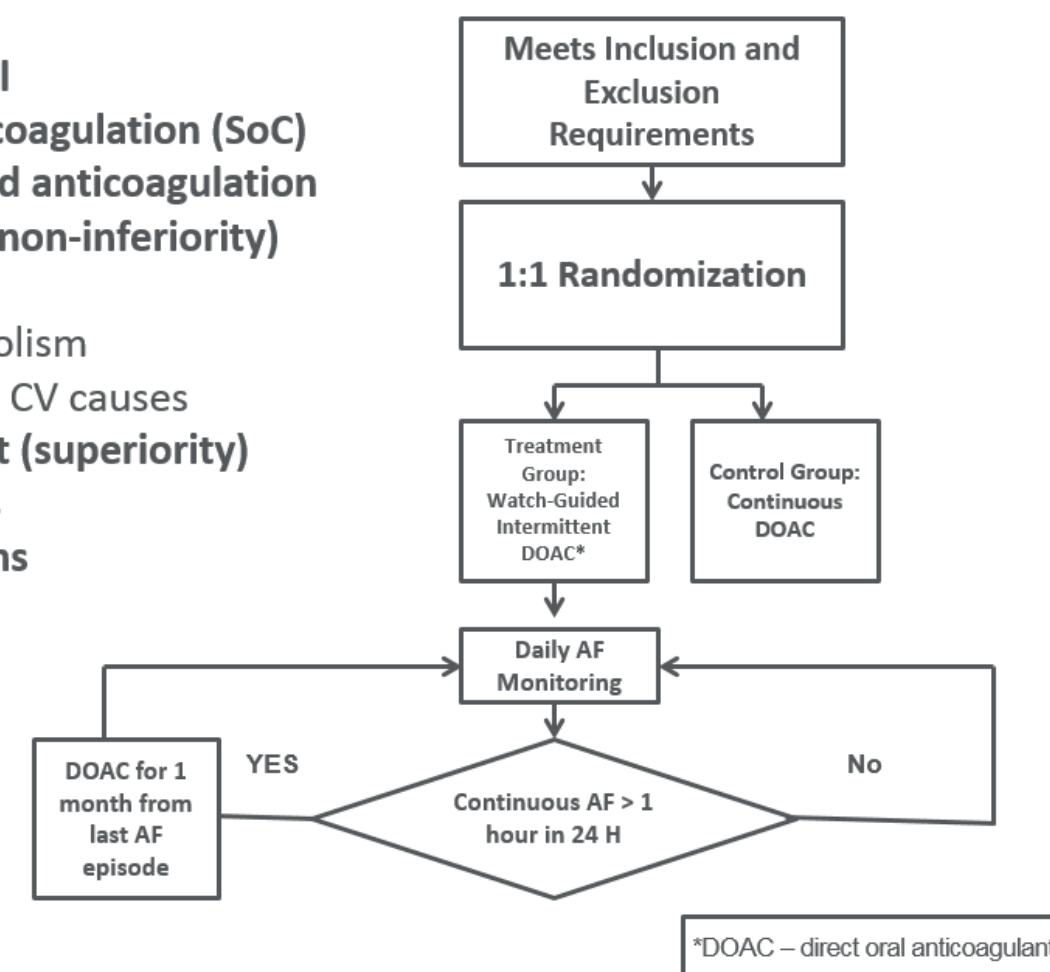 coagulation (SoC)
anticoagulation
non-inferiority)
CV causes
(superiority)
Meets Inclusion and
Exclusion
Requirements
1:1 Randomization
Treatment
Group:
Watch-Guided
Intermittent
DOAC*
Control Group:
Continuous
DOAC
Daily AF
Monitoring
YES
No
DOAC for 1
month from
last AF
episode
Continuous AF > 1
hour in 24 H
*DOAC – direct oral anticoagulant